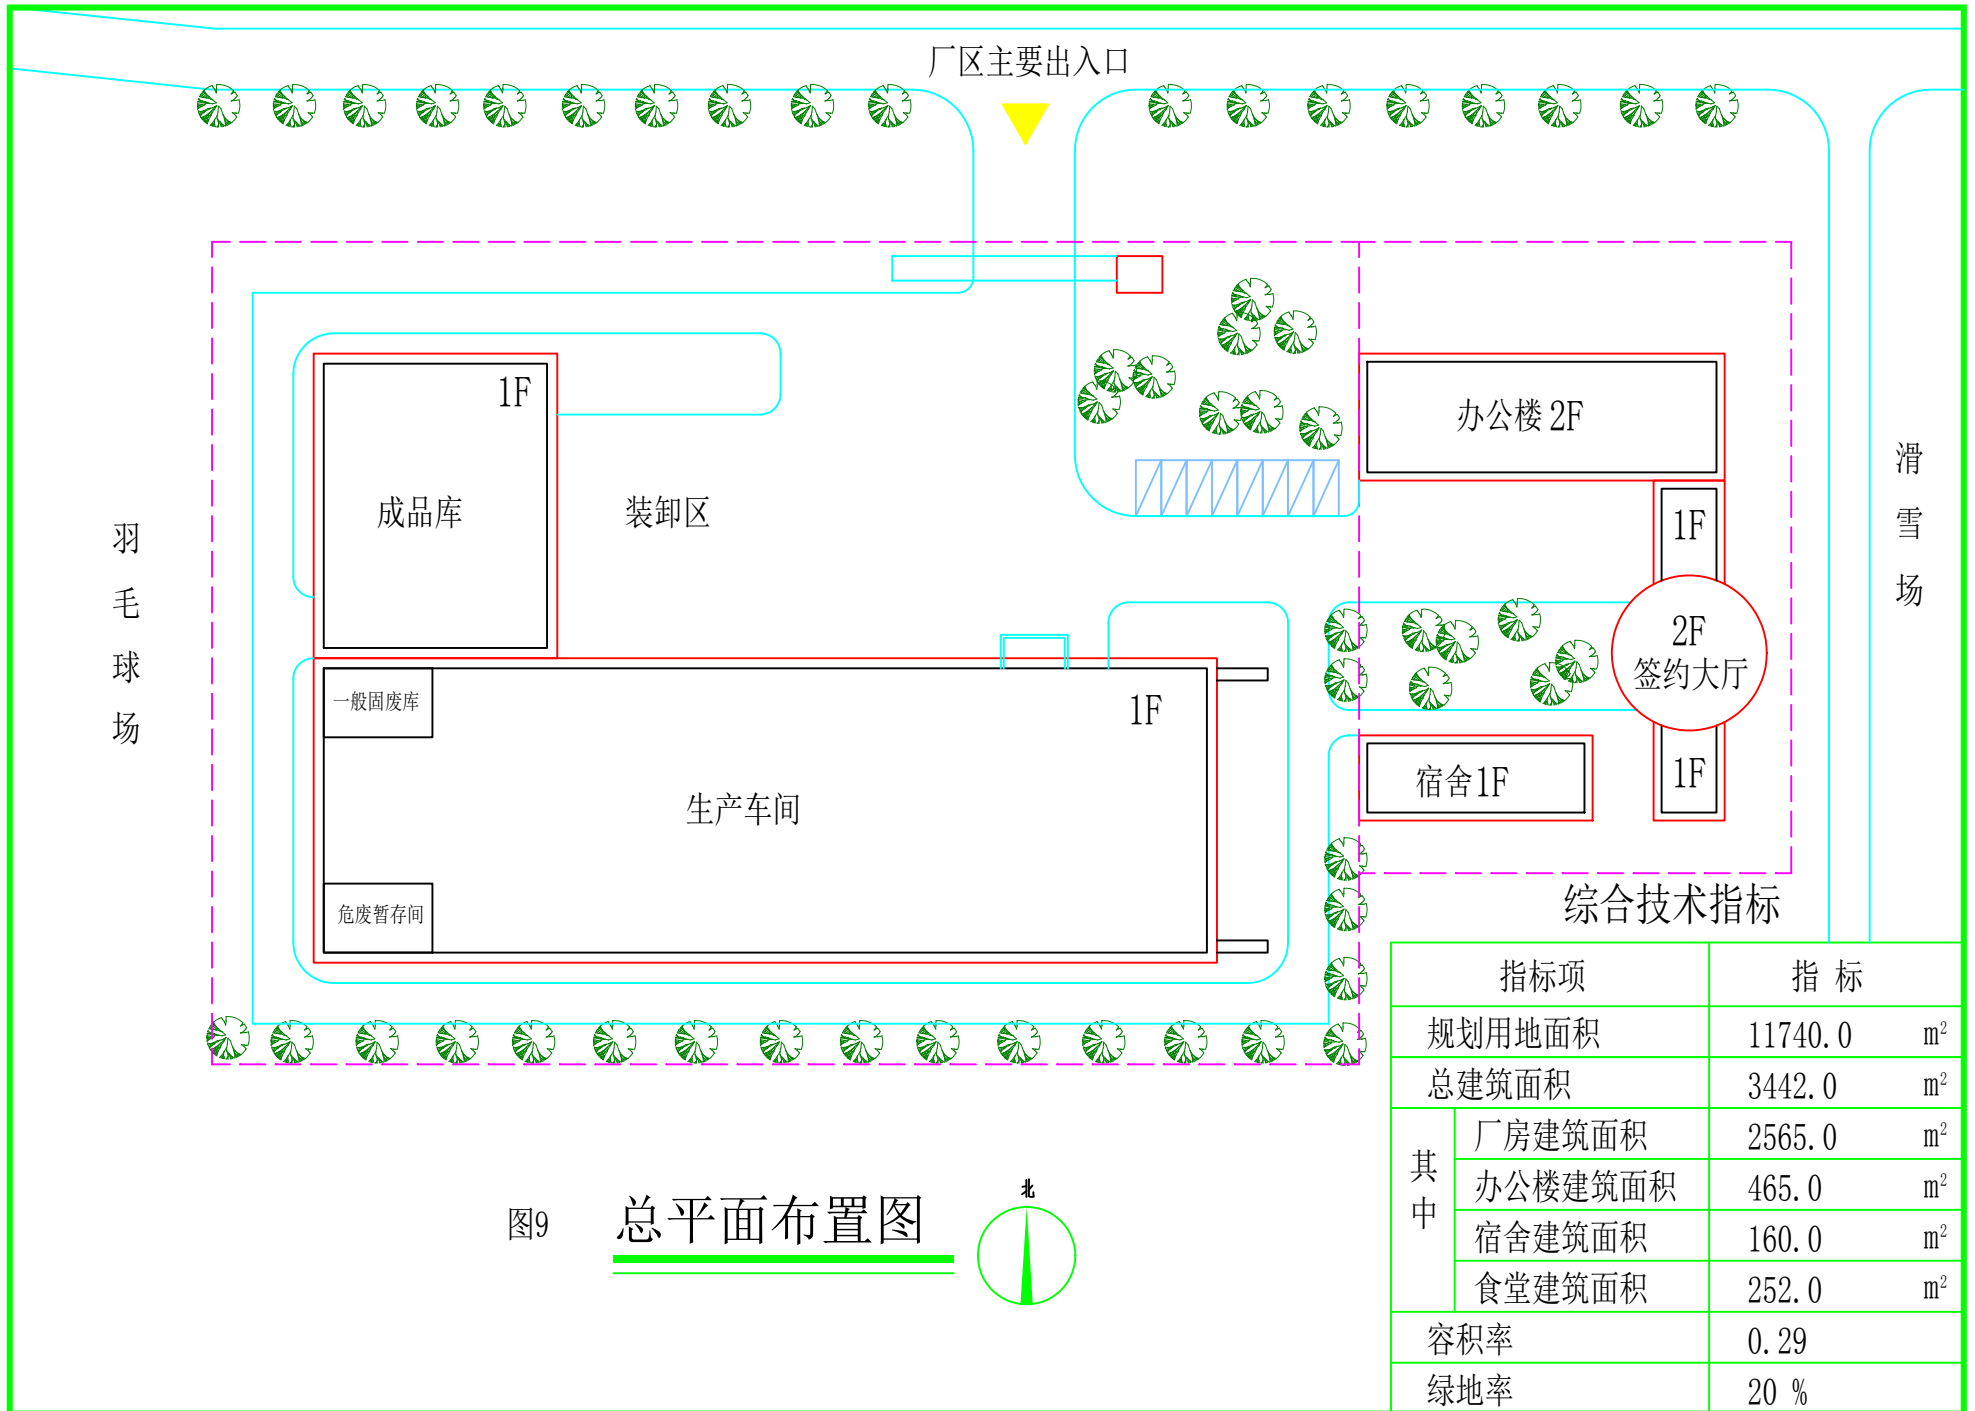 厂区主要出入口
1F
成品库
装卸区
办公楼 2F
1F
2F
签约大厅
1F
宿舍1F
羽毛球场
滑雪场
一般固废库
1F
生产车间
危废暂存间
综合技术指标
指标项 指 标
规划用地面积 11740.0 m²
总建筑面积 3442.0 m²
其中
厂房建筑面积 2565.0 m²
办公楼建筑面积 465.0 m²
宿舍建筑面积 160.0 m²
食堂建筑面积 252.0 m²
容积率 0.29
绿地率 20 %
图9 总平面布置图
北